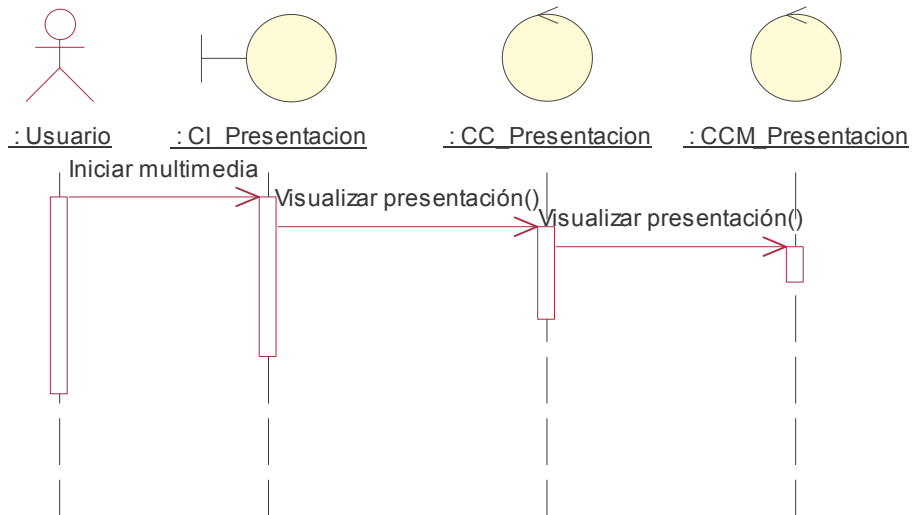 : Usuario
: CI_Presentacion
: CC_Presentacion
: CCM_Presentacion
Iniciar multimedia
Visualizar presentación()
Visualizar presentación()